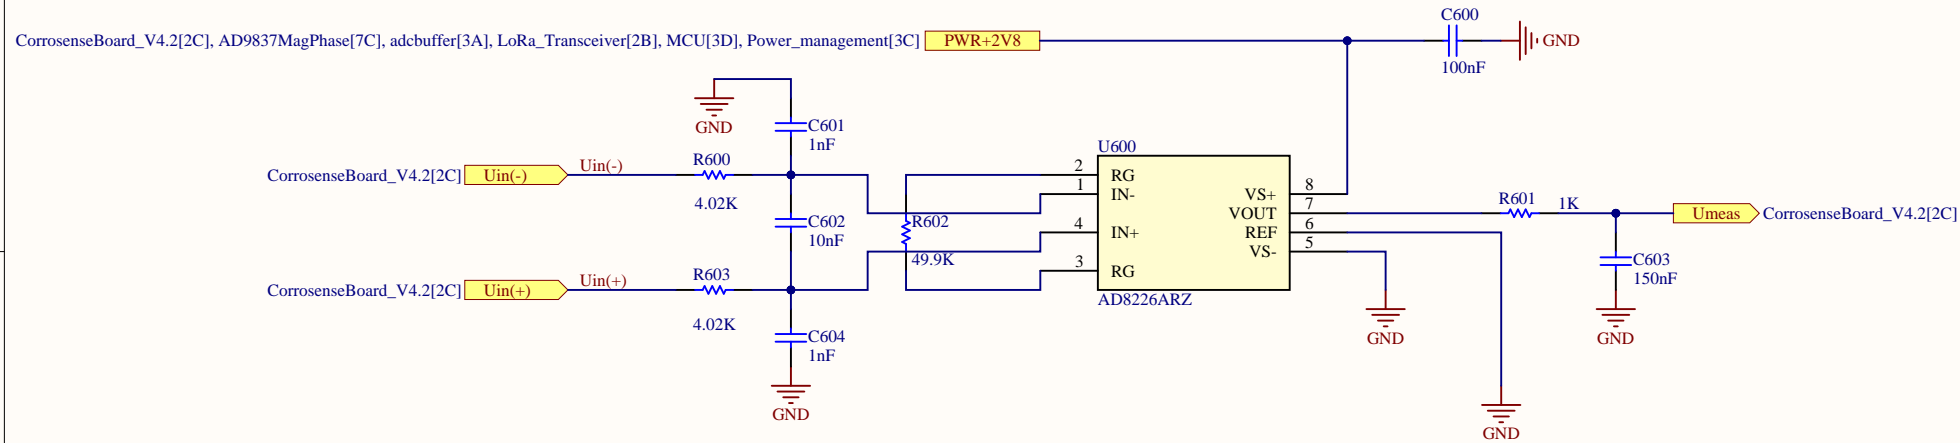 C600
CorrosenseBoard_V4.2[2C], AD9837MagPhase[7C], adcbuffer[3A], LoRa_Transceiver[2B], MCU[3D], Power_management[3C] PWR+2V8 GND
100nF
GND
C601
1nF
U600
CorrosenseBoard_V4.2[2C] Uin(-) Uin(-) R600
4.02K
2 RG
1 IN-
VS+ 8
R601 1K
C602
10nF
R602
VOUT 7
Umeas CorrosenseBoard_V4.2[2C]
4 IN+
REF 6
VS- 5
49.9K
C603
150nF
CorrosenseBoard_V4.2[2C] Uin(+) Uin(+) R603
4.02K
3 RG
AD8226ARZ
C604
1nF
GND
GND
GND
GND